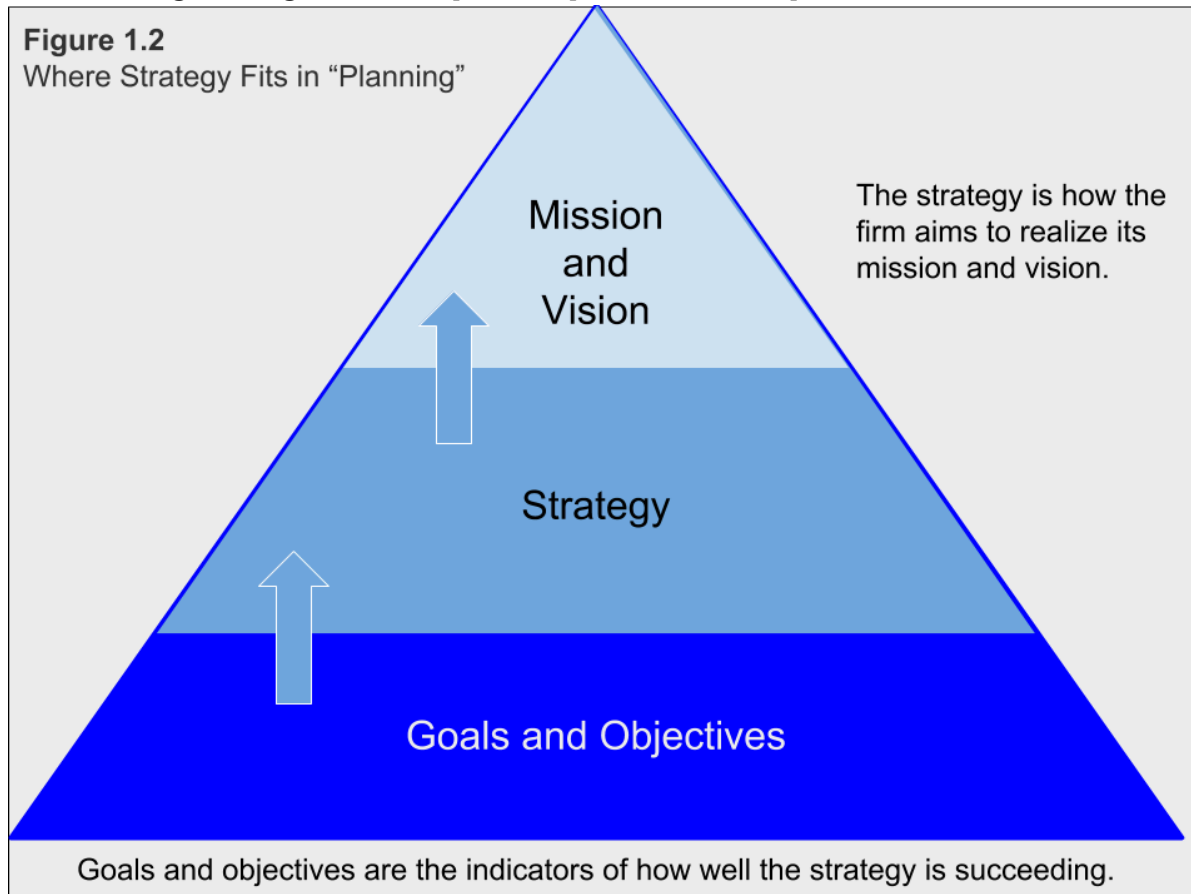 Figure 1.2
Where Strategy Fits in “Planning”
Mission
and
Vision
The strategy is how the
firm aims to realize its
mission and vision.
Strategy
Goals and Objectives
Goals and objectives are the indicators of how well the strategy is succeeding.